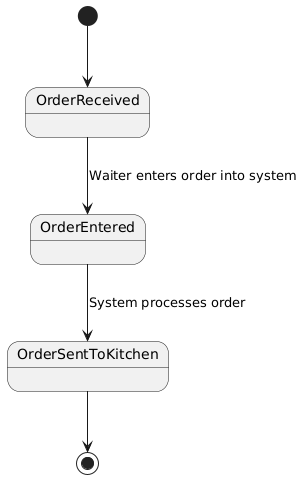 OrderReceived
Waiter enters order into system
OrderEntered
System processes order
OrderSentToKitchen